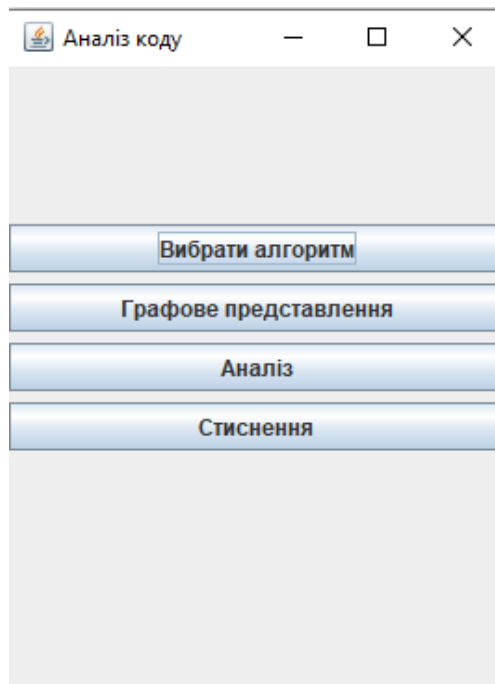 Аналіз коду
Вибрати алгоритм
Графове представлення
Аналіз
Стиснення